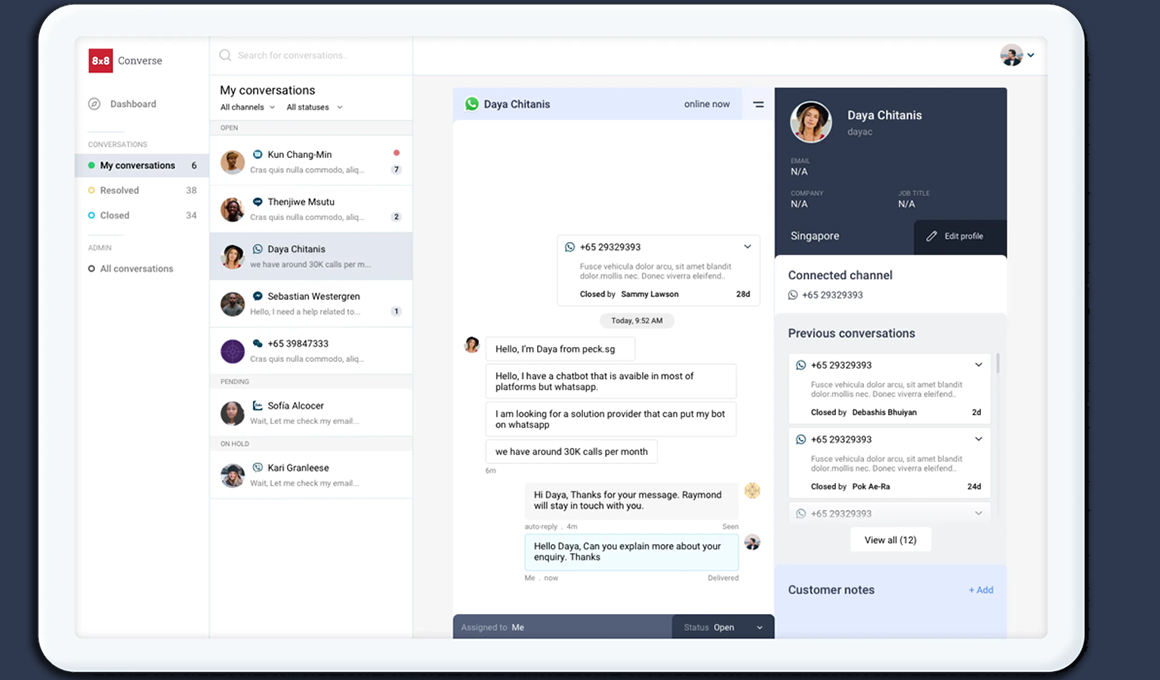 8x8 Converse
Dashboard
CONVERSATIONS
My conversations 6
Resolved 38
Closed 34
ADMIN
All conversations
Search for conversations..
My conversations
All channels All statuses
OPEN
Kun Chang-Min
Cras quis nulla commodo, aliq... 7
Thenjiwe Msutu
Cras quis nulla commodo, aliq... 2
Daya Chitanis
we have around 30K calls per m...
Sebastian Westergren
Hello, I need a help related to... 1
+65 39847333
Cras quis nulla commodo, aliq...
PENDING
Sofía Alcocer
Wait, Let me check my email...
ON HOLD
Kari Granleese
Wait, Let me check my email...
Daya Chitanis online now
+65 29329393
Fusce vehicula dolor arcu, sit amet blandit
dolor.mollis nec. Donec viverra eleifend..
Closed by Sammy Lawson 28d
Today, 9:52 AM
Hello, I'm Daya from peck.sg
Hello, I have a chatbot that is avaible in most of
platforms but whatsapp.
I am looking for a solution provider that can put my bot
on whatsapp
we have around 30K calls per month
6m
Hi Daya, Thanks for your message. Raymond
will stay in touch with you.
auto-reply . 4m Seen
Hello Daya, Can you explain more about your
enquiry. Thanks
Me . now Delivered
Assigned to Me Status Open
Daya Chitanis
dayac
EMAIL
N/A
COMPANY JOB TITLE
N/A N/A
Singapore Edit profile
Connected channel
+65 29329393
Previous conversations
+65 29329393
Fusce vehicula dolor arcu, sit amet blandit
dolor.mollis nec. Donec viverra eleifend..
Closed by Debashis Bhuiyan 2d
+65 29329393
Fusce vehicula dolor arcu, sit amet blandit
dolor.mollis nec. Donec viverra eleifend..
Closed by Pok Ae-Ra 24d
+65 29329393
View all (12)
Customer notes + Add